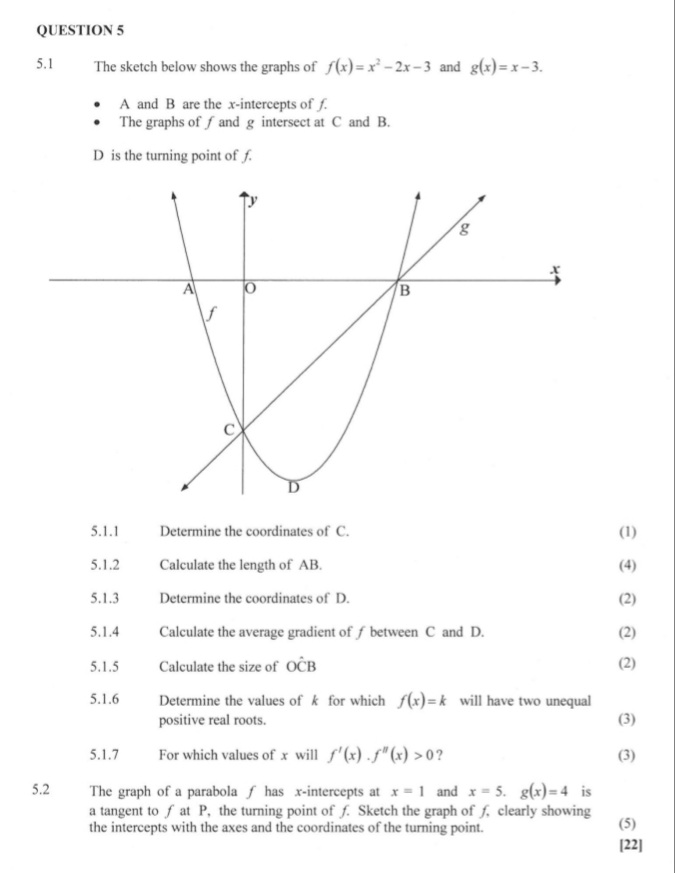 QUESTION 5
5.1 The sketch below shows the graphs of f(x) = x² – 2x – 3 and g(x) = x – 3.
• A and B are the x-intercepts of f.
• The graphs of f and g intersect at C and B.
D is the turning point of f.
y
g
x
A O B
f
C
D
5.1.1 Determine the coordinates of C. (1)
5.1.2 Calculate the length of AB. (4)
5.1.3 Determine the coordinates of D. (2)
5.1.4 Calculate the average gradient of f between C and D. (2)
5.1.5 Calculate the size of OĈB (2)
5.1.6 Determine the values of k for which f(x) = k will have two unequal
positive real roots. (3)
5.1.7 For which values of x will f′(x) . f″(x) > 0? (3)
5.2 The graph of a parabola f has x-intercepts at x = 1 and x = 5. g(x) = 4 is
a tangent to f at P, the turning point of f. Sketch the graph of f, clearly showing
the intercepts with the axes and the coordinates of the turning point. (5)
[22]